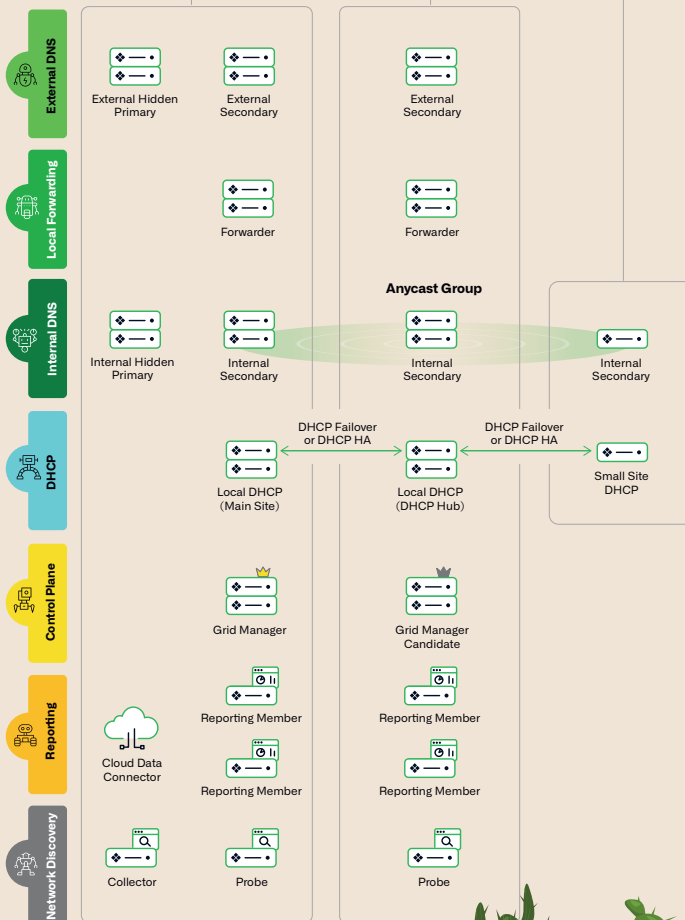 External DNS
External Hidden
Primary
External
Secondary
External
Secondary
Local Forwarding
Forwarder
Forwarder
Internal DNS
Anycast Group
Internal Hidden
Primary
Internal
Secondary
Internal
Secondary
Internal
Secondary
DHCP
DHCP Failover
or DHCP HA
DHCP Failover
or DHCP HA
Local DHCP
(Main Site)
Local DHCP
(DHCP Hub)
Small Site
DHCP
Control Plane
Grid Manager
Grid Manager
Candidate
Reporting
Reporting Member
Reporting Member
Cloud Data
Connector
Reporting Member
Reporting Member
Network Discovery
Collector
Probe
Probe